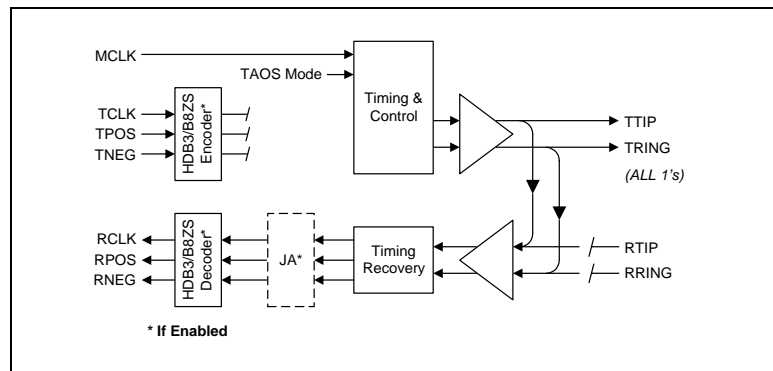 MCLK
TAOS Mode
Timing &
Control
TCLK
TPOS
TNEG
HDB3/B8ZS
Encoder*
TTIP
TRING
(ALL 1's)
RCLK
RPOS
RNEG
HDB3/B8ZS
Decoder*
JA*
Timing
Recovery
RTIP
RRING
* If Enabled